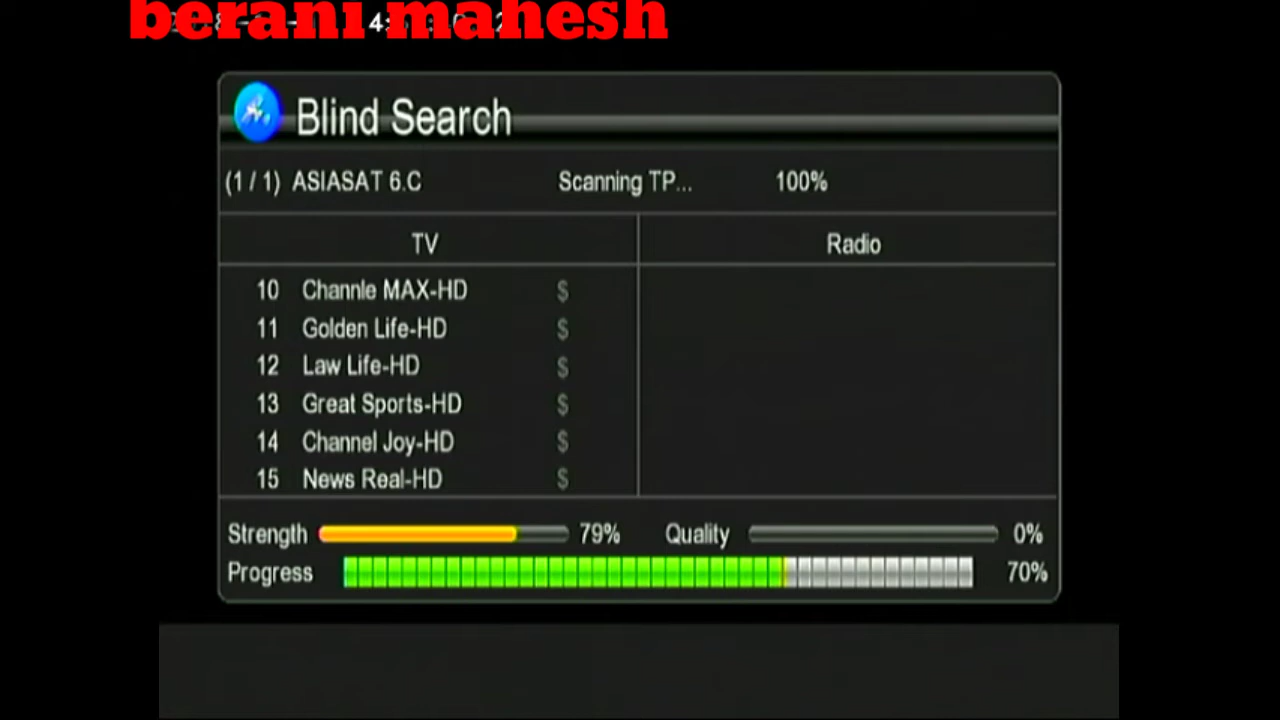 berani mahesh
Blind Search
(1 / 1) ASIASAT 6.C Scanning TP... 100%
TV Radio
10 Channle MAX-HD $
11 Golden Life-HD $
12 Law Life-HD $
13 Great Sports-HD $
14 Channel Joy-HD $
15 News Real-HD $
Strength 79% Quality 0%
Progress 70%